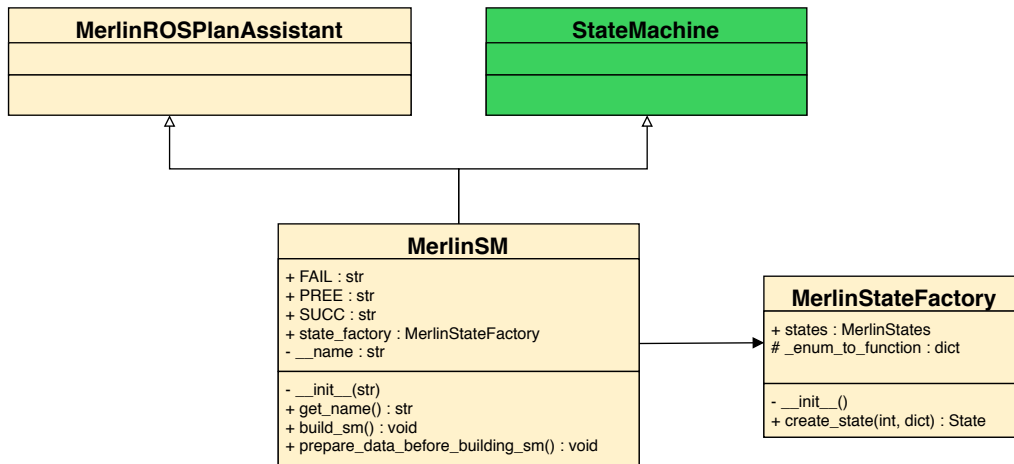 MerlinROSPlanAssistant
StateMachine
MerlinSM
+ FAIL : str
+ PREE : str
+ SUCC : str
+ state_factory : MerlinStateFactory
- __name : str
- __init__(str)
+ get_name() : str
+ build_sm() : void
+ prepare_data_before_building_sm() : void
MerlinStateFactory
+ states : MerlinStates
# _enum_to_function : dict
- __init__()
+ create_state(int, dict) : State